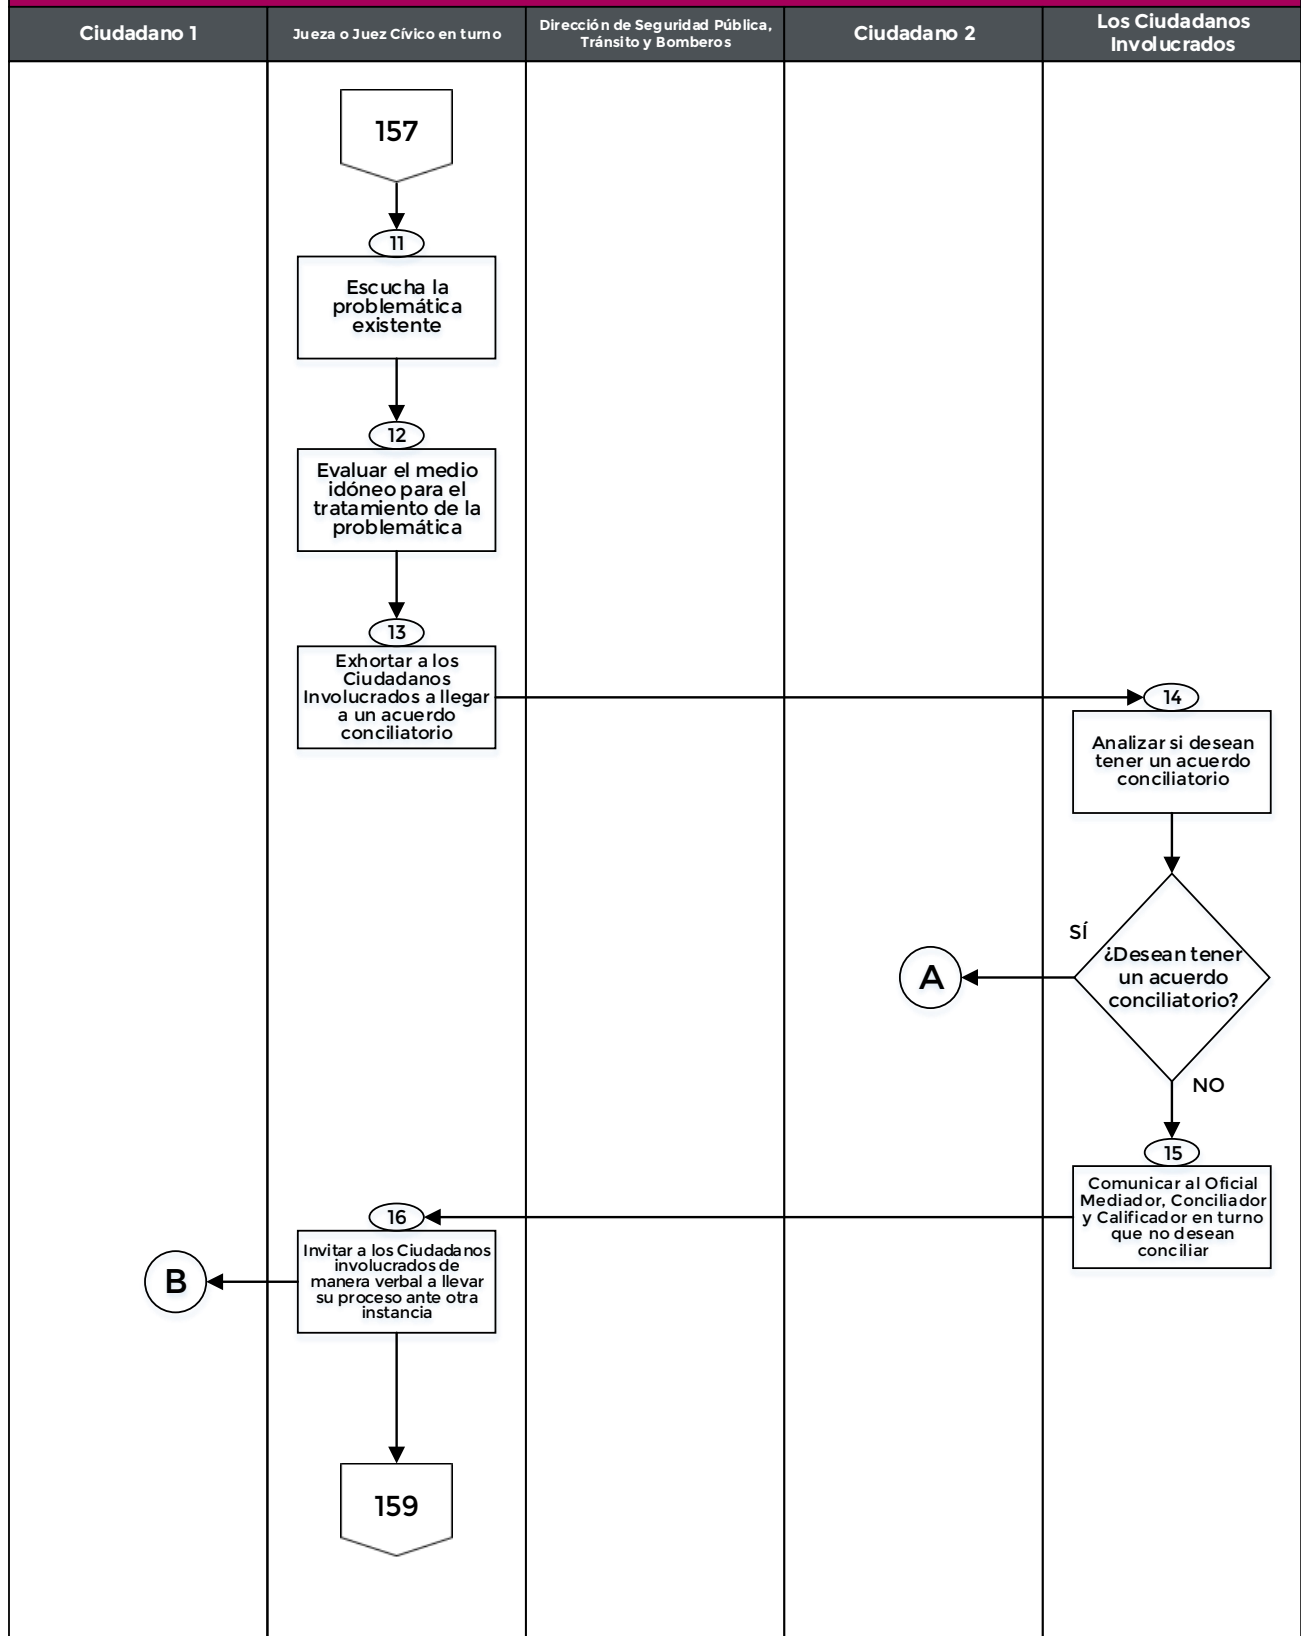 Ciudadano 1
Jueza o Juez Cívico en turno
Dirección de Seguridad Pública,
Tránsito y Bomberos
Ciudadano 2
Los Ciudadanos
Involucrados
157
11
Escucha la
problemática
existente
12
Evaluar el medio
idóneo para el
tratamiento de la
problemática
13
Exhortar a los
Ciudadanos
Involucrados a llegar
a un acuerdo
conciliatorio
14
Analizar si desean
tener un acuerdo
conciliatorio
SÍ
¿Desean tener
un acuerdo
conciliatorio?
A
NO
15
Comunicar al Oficial
Mediador, Conciliador
y Calificador en turno
que no desean
conciliar
16
Invitar a los Ciudadanos
involucrados de
manera verbal a llevar
su proceso ante otra
instancia
B
159